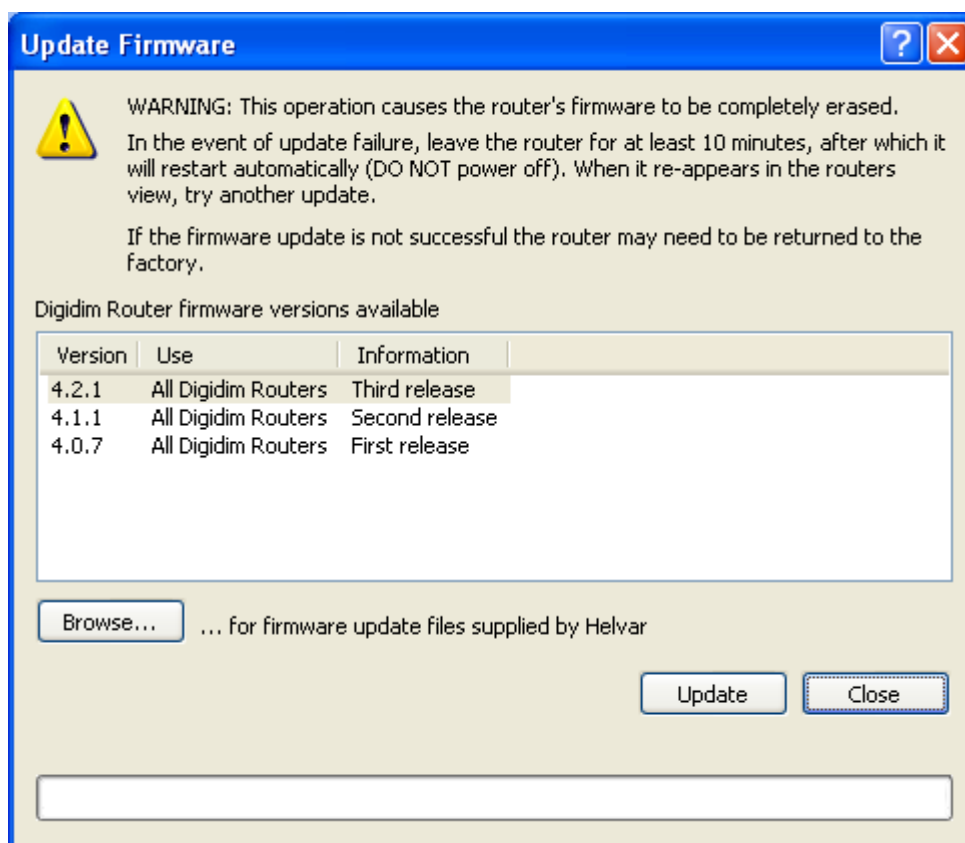 Update Firmware
WARNING: This operation causes the router's firmware to be completely erased.
In the event of update failure, leave the router for at least 10 minutes, after which it
will restart automatically (DO NOT power off). When it re-appears in the routers
view, try another update.
If the firmware update is not successful the router may need to be returned to the
factory.
Digidim Router firmware versions available
Version Use Information
4.2.1 All Digidim Routers Third release
4.1.1 All Digidim Routers Second release
4.0.7 All Digidim Routers First release
Browse... ... for firmware update files supplied by Helvar
Update Close